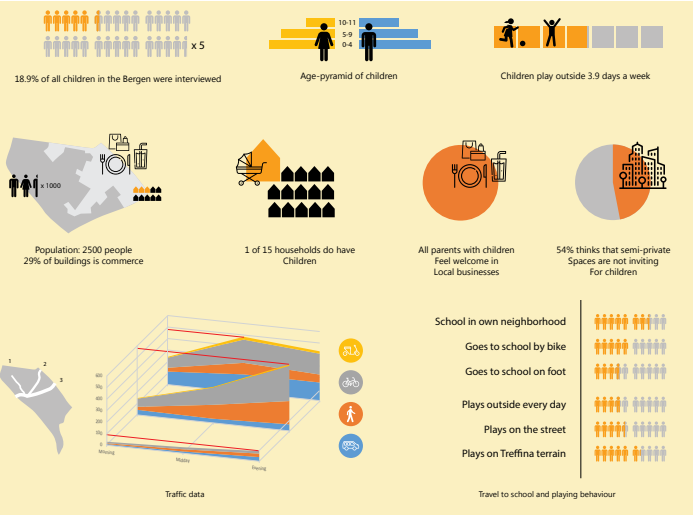 x 5
18.9% of all children in the Bergen were interviewed
10-11
5-9
0-4
Age-pyramid of children
Children play outside 3.9 days a week
x 1000
Population: 2500 people
29% of buildings is commerce
1 of 15 households do have
Children
All parents with children
Feel welcome in
Local businesses
54% thinks that semi-private
Spaces are not inviting
For children
1
2
3
Morning
Midday
Evening
Traffic data
School in own neighborhood
Goes to school by bike
Goes to school on foot
Plays outside every day
Plays on the street
Plays on Treffina terrain
Travel to school and playing behaviour